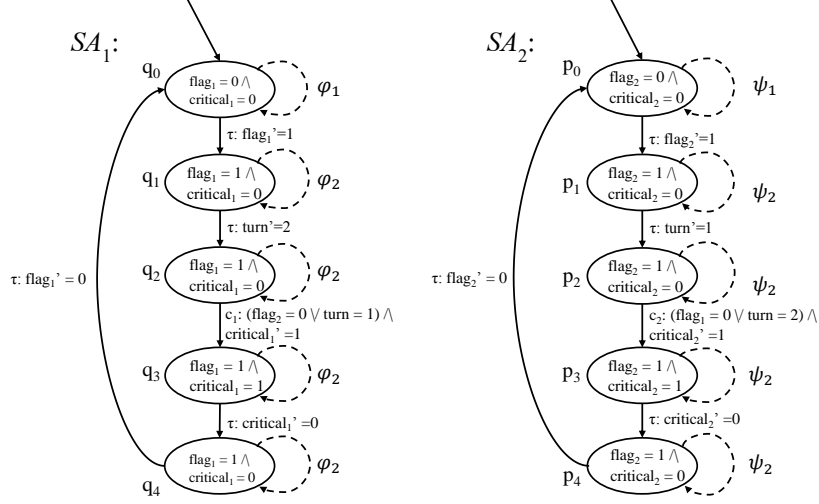 SA₁:
q₀
flag₁ = 0 /\
critical₁ = 0
φ₁
τ: flag₁’=1
q₁
flag₁ = 1 /\
critical₁ = 0
φ₂
τ: turn’=2
q₂
flag₁ = 1 /\
critical₁ = 0
φ₂
τ: flag₁’ = 0
c₁: (flag₂ = 0 \/ turn = 1) /\
critical₁’ =1
q₃
flag₁ = 1 /\
critical₁ = 1
φ₂
τ: critical₁’ =0
q₄
flag₁ = 1 /\
critical₁ = 0
φ₂
SA₂:
p₀
flag₂ = 0 /\
critical₂ = 0
ψ₁
τ: flag₂’=1
p₁
flag₂ = 1 /\
critical₂ = 0
ψ₂
τ: turn’=1
p₂
flag₂ = 1 /\
critical₂ = 0
ψ₂
τ: flag₂’ = 0
c₂: (flag₁ = 0 \/ turn = 2) /\
critical₂’ =1
p₃
flag₂ = 1 /\
critical₂ = 1
ψ₂
τ: critical₂’ =0
p₄
flag₂ = 1 /\
critical₂ = 0
ψ₂